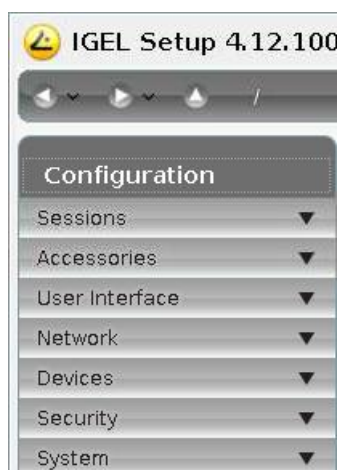 IGEL Setup 4.12.100
/
Configuration
Sessions
Accessories
User Interface
Network
Devices
Security
System